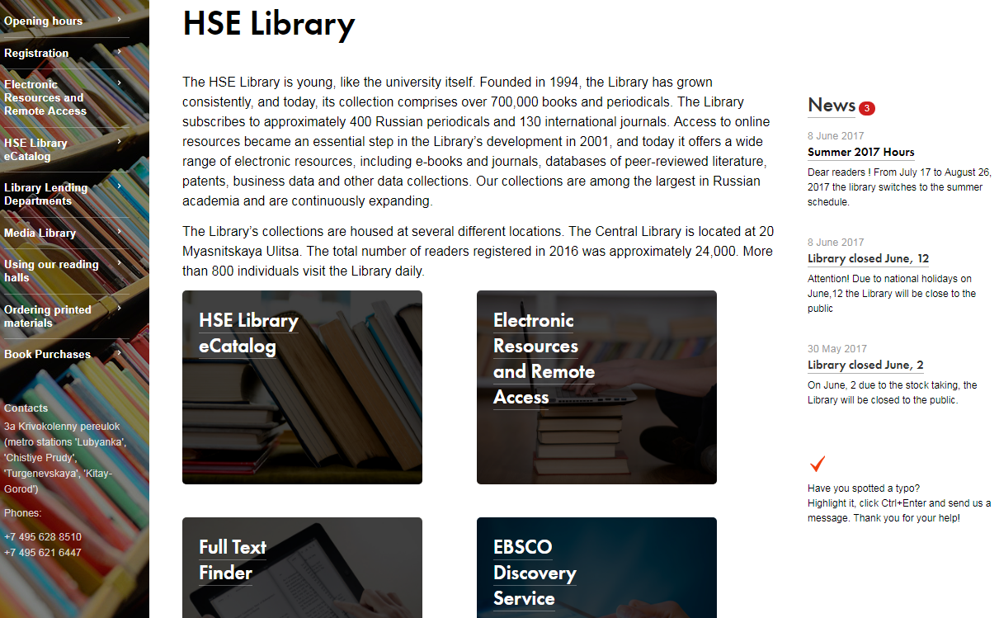 Opening hours
Registration
Electronic
Resources and
Remote Access
HSE Library
eCatalog
Library Lending
Departments
Media Library
Using our reading
halls
Ordering printed
materials
Book Purchases
Contacts
3a Krivokolenny pereulok
(metro stations 'Lubyanka',
'Chistiye Prudy',
'Turgenevskaya', 'Kitay-
Gorod')
Phones:
+7 495 628 8510
+7 495 621 6447
HSE Library
The HSE Library is young, like the university itself. Founded in 1994, the Library has grown
consistently, and today, its collection comprises over 700,000 books and periodicals. The Library
subscribes to approximately 400 Russian periodicals and 130 international journals. Access to online
resources became an essential step in the Library’s development in 2001, and today it offers a wide
range of electronic resources, including e-books and journals, databases of peer-reviewed literature,
patents, business data and other data collections. Our collections are among the largest in Russian
academia and are continuously expanding.
The Library’s collections are housed at several different locations. The Central Library is located at 20
Myasnitskaya Ulitsa. The total number of readers registered in 2016 was approximately 24,000. More
than 800 individuals visit the Library daily.
HSE Library
eCatalog
Electronic
Resources
and Remote
Access
Full Text
Finder
EBSCO
Discovery
Service
News 3
8 June 2017
Summer 2017 Hours
Dear readers ! From July 17 to August 26,
2017 the library switches to the summer
schedule.
8 June 2017
Library closed June, 12
Attention! Due to national holidays on
June,12 the Library will be close to the
public
30 May 2017
Library closed June, 2
On June, 2 due to the stock taking, the
Library will be closed to the public.
Have you spotted a typo?
Highlight it, click Ctrl+Enter and send us a
message. Thank you for your help!